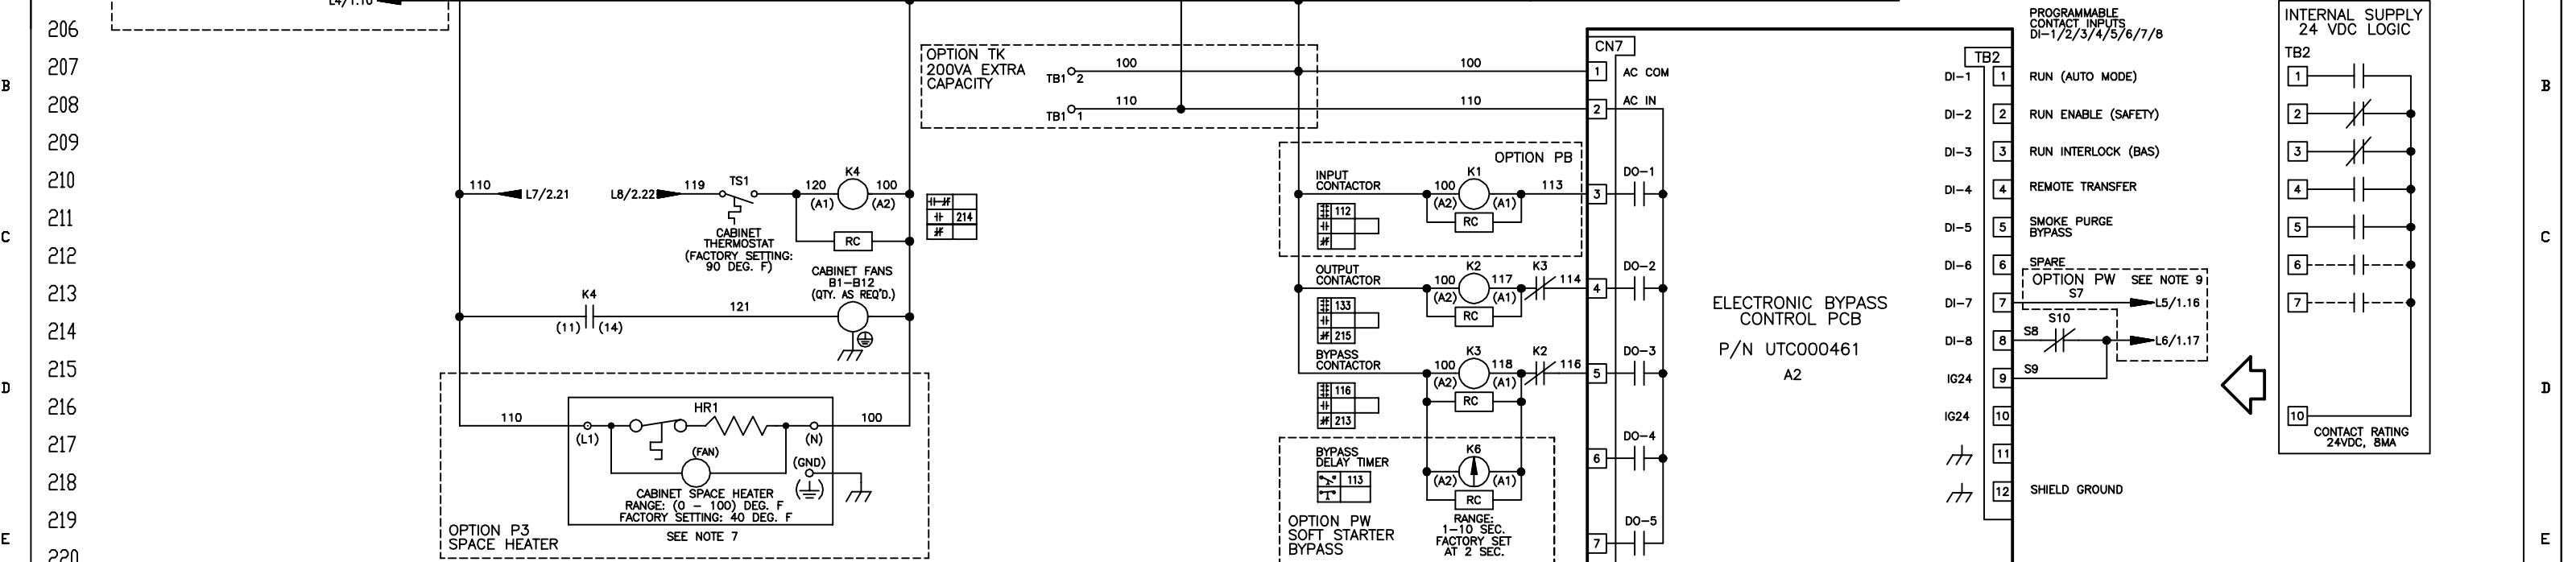 L4/1.16
206
207
208
209
210
211
212
213
214
215
216
217
218
219
220
B
C
D
E
OPTION TK
200VA EXTRA
CAPACITY
TB1 2
100
100
TB1 1
110
110
110
L7/2.21
L8/2.22
119
TS1
120
K4
100
(A1)
(A2)
RC
CABINET
THERMOSTAT
(FACTORY SETTING:
90 DEG. F)
214
CABINET FANS
B1-B12
(QTY. AS REQ'D.)
K4
(11)
(14)
121
110
HR1
100
(L1)
(N)
(FAN)
(GND)
CABINET SPACE HEATER
RANGE: (0 - 100) DEG. F
FACTORY SETTING: 40 DEG. F
SEE NOTE 7
OPTION P3
SPACE HEATER
OPTION PB
INPUT
CONTACTOR
100
K1
113
(A2)
(A1)
RC
112
OUTPUT
CONTACTOR
100
K2
117
K3
114
(A2)
(A1)
RC
133
215
BYPASS
CONTACTOR
100
K3
118
K2
116
(A2)
(A1)
RC
116
213
BYPASS
DELAY TIMER
113
K6
(A2)
(A1)
RC
RANGE:
1-10 SEC.
FACTORY SET
AT 2 SEC.
OPTION PW
SOFT STARTER
BYPASS
CN7
1
AC COM
2
AC IN
3
DO-1
4
DO-2
5
DO-3
6
DO-4
7
DO-5
ELECTRONIC BYPASS
CONTROL PCB
P/N UTC000461
A2
PROGRAMMABLE
CONTACT INPUTS
DI-1/2/3/4/5/6/7/8
TB2
DI-1
1
RUN (AUTO MODE)
DI-2
2
RUN ENABLE (SAFETY)
DI-3
3
RUN INTERLOCK (BAS)
DI-4
4
REMOTE TRANSFER
DI-5
5
SMOKE PURGE
BYPASS
DI-6
6
SPARE
OPTION PW
SEE NOTE 9
DI-7
7
S7
L5/1.16
DI-8
8
S8
S10
L6/1.17
IG24
9
S9
IG24
10
11
12
SHIELD GROUND
INTERNAL SUPPLY
24 VDC LOGIC
TB2
1
2
3
4
5
6
7
10
CONTACT RATING
24VDC, 8MA
B
C
D
E